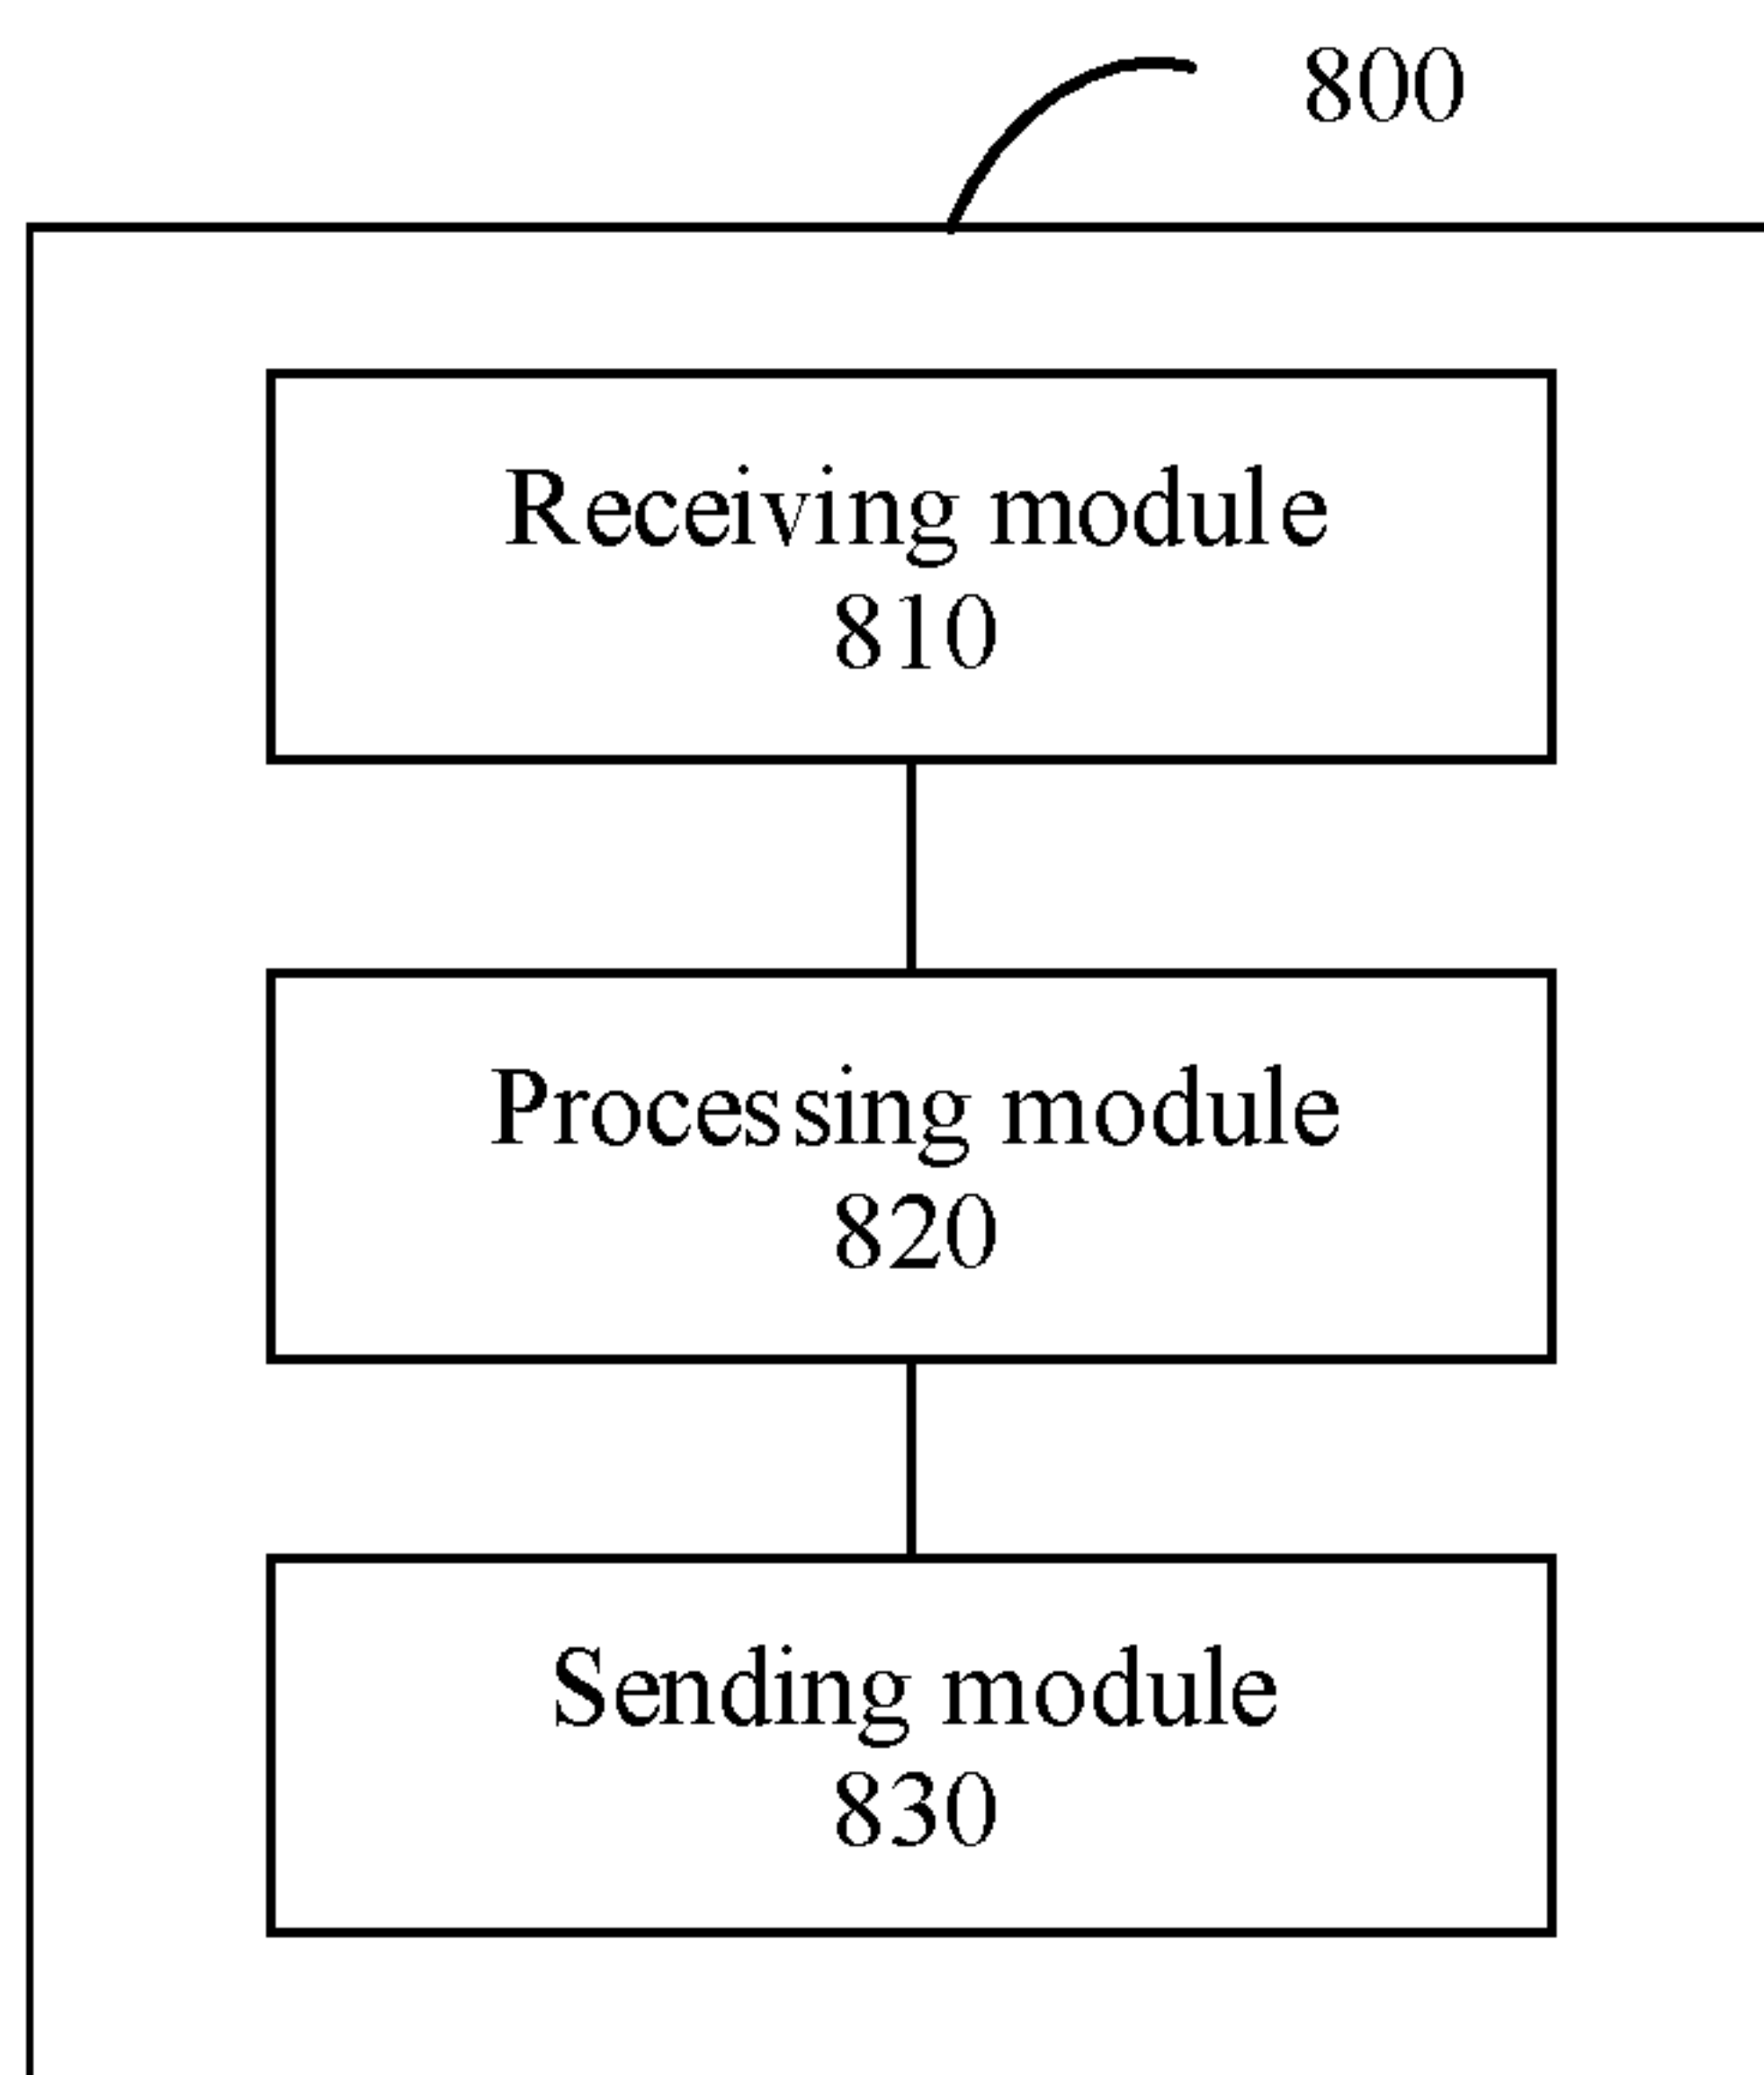 800
Receiving module
810
Processing module
820
Sending module
830